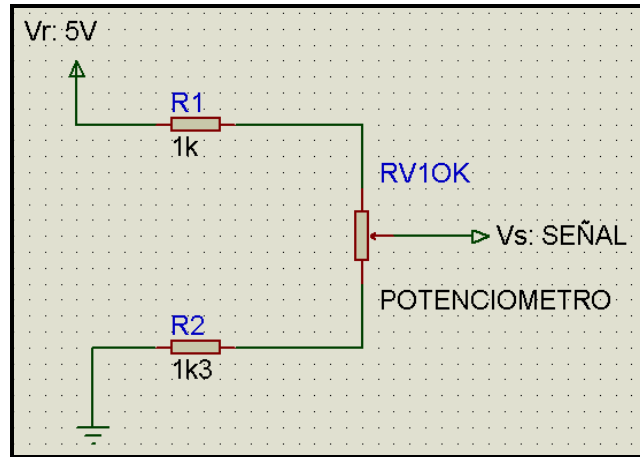 Vr: 5V
R1
1k
RV1OK
Vs: SEÑAL
POTENCIOMETRO
R2
1k3